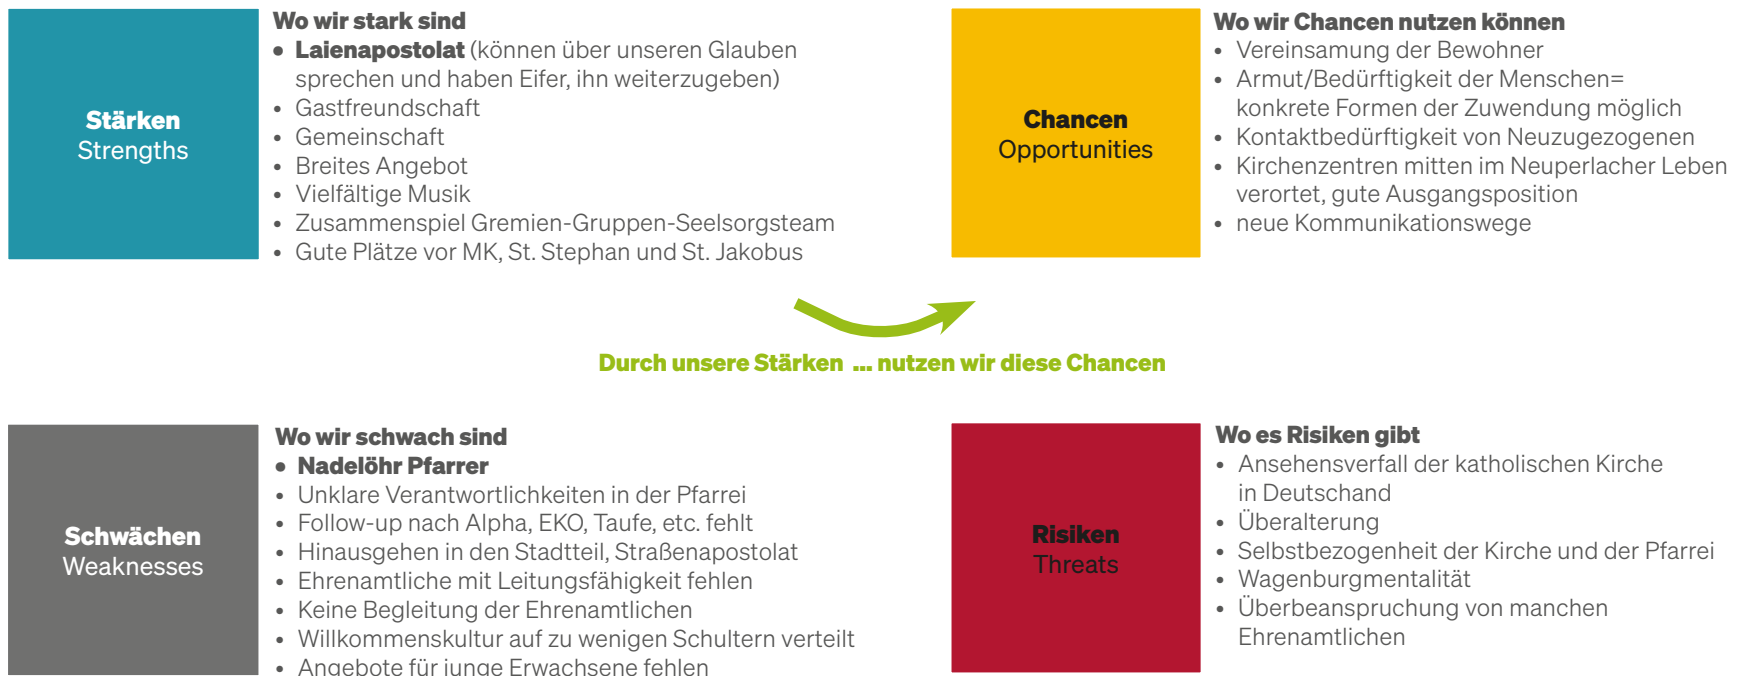 Stärken
Strengths
Wo wir stark sind
• Laienapostolat (können über unseren Glauben
sprechen und haben Eifer, ihn weiterzugeben)
• Gastfreundschaft
• Gemeinschaft
• Breites Angebot
• Vielfältige Musik
• Zusammenspiel Gremien-Gruppen-Seelsorgsteam
• Gute Plätze vor MK, St. Stephan und St. Jakobus
Chancen
Opportunities
Wo wir Chancen nutzen können
• Vereinsamung der Bewohner
• Armut/Bedürftigkeit der Menschen=
konkrete Formen der Zuwendung möglich
• Kontaktbedürftigkeit von Neuzugezogenen
• Kirchenzentren mitten im Neuperlacher Leben
verortet, gute Ausgangsposition
• neue Kommunikationswege
Durch unsere Stärken ... nutzen wir diese Chancen
Schwächen
Weaknesses
Wo wir schwach sind
• Nadelöhr Pfarrer
• Unklare Verantwortlichkeiten in der Pfarrei
• Follow-up nach Alpha, EKO, Taufe, etc. fehlt
• Hinausgehen in den Stadtteil, Straßenapostolat
• Ehrenamtliche mit Leitungsfähigkeit fehlen
• Keine Begleitung der Ehrenamtlichen
• Willkommenskultur auf zu wenigen Schultern verteilt
• Angebote für junge Erwachsene fehlen
Risiken
Threats
Wo es Risiken gibt
• Ansehensverfall der katholischen Kirche
in Deutschand
• Überalterung
• Selbstbezogenheit der Kirche und der Pfarrei
• Wagenburgmentalität
• Überbeanspruchung von manchen
Ehrenamtlichen